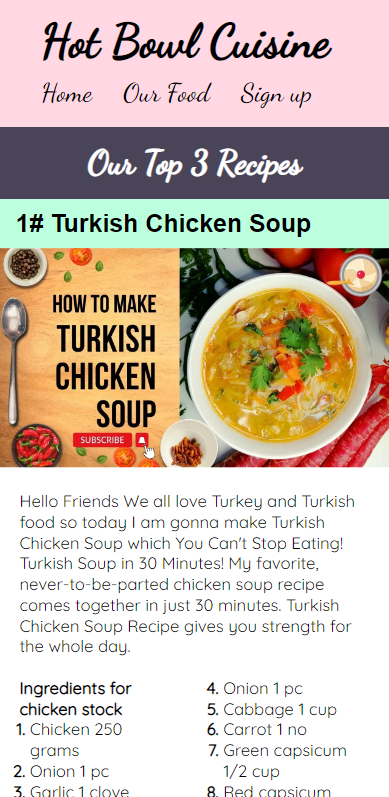 Hot Bowl Cuisine
Home Our Food Sign up
Our Top 3 Recipes
1# Turkish Chicken Soup
HOW TO MAKE
TURKISH
CHICKEN
SOUP
SUBSCRIBE
Hello Friends We all love Turkey and Turkish
food so today I am gonna make Turkish
Chicken Soup which You Can't Stop Eating!
Turkish Soup in 30 Minutes! My favorite,
never-to-be-parted chicken soup recipe
comes together in just 30 minutes. Turkish
Chicken Soup Recipe gives you strength for
the whole day.
Ingredients for
chicken stock
1. Chicken 250
grams
2. Onion 1 pc
3. Garlic 1 clove
4. Onion 1 pc
5. Cabbage 1 cup
6. Carrot 1 no
7. Green capsicum
1/2 cup
8. Red capsicum